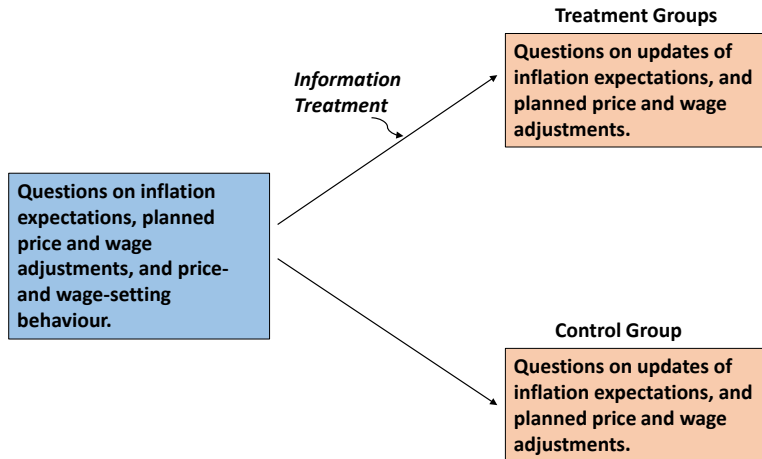 Treatment Groups
Questions on updates of
inflation expectations, and
planned price and wage
adjustments.
Information
Treatment
Questions on inflation
expectations, planned
price and wage
adjustments, and price-
and wage-setting
behaviour.
Control Group
Questions on updates of
inflation expectations, and
planned price and wage
adjustments.